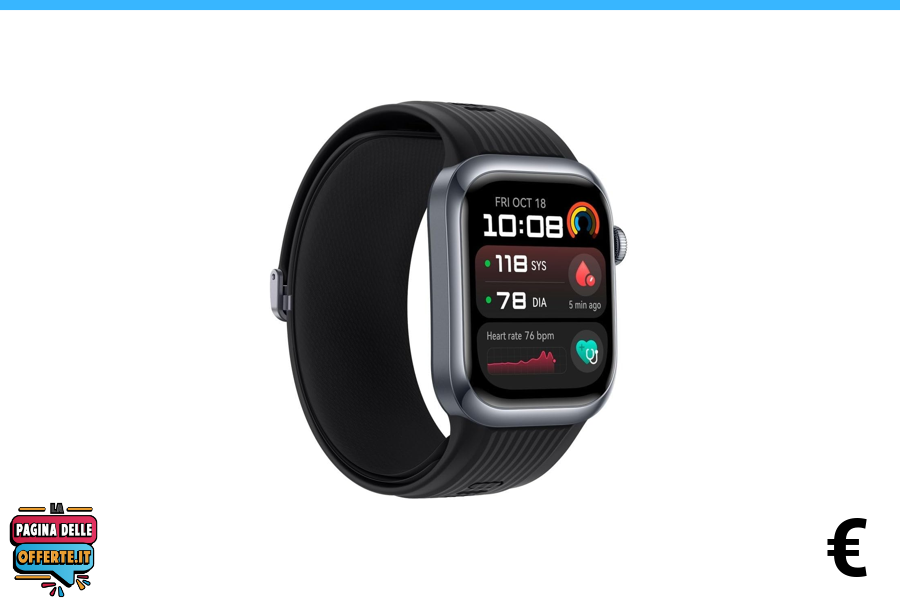 FRI OCT 18
10:08
118 SYS
78 DIA
5 min ago
Heart rate 76 bpm
LA
PAGINA DELLE
OFFERTE.IT
€